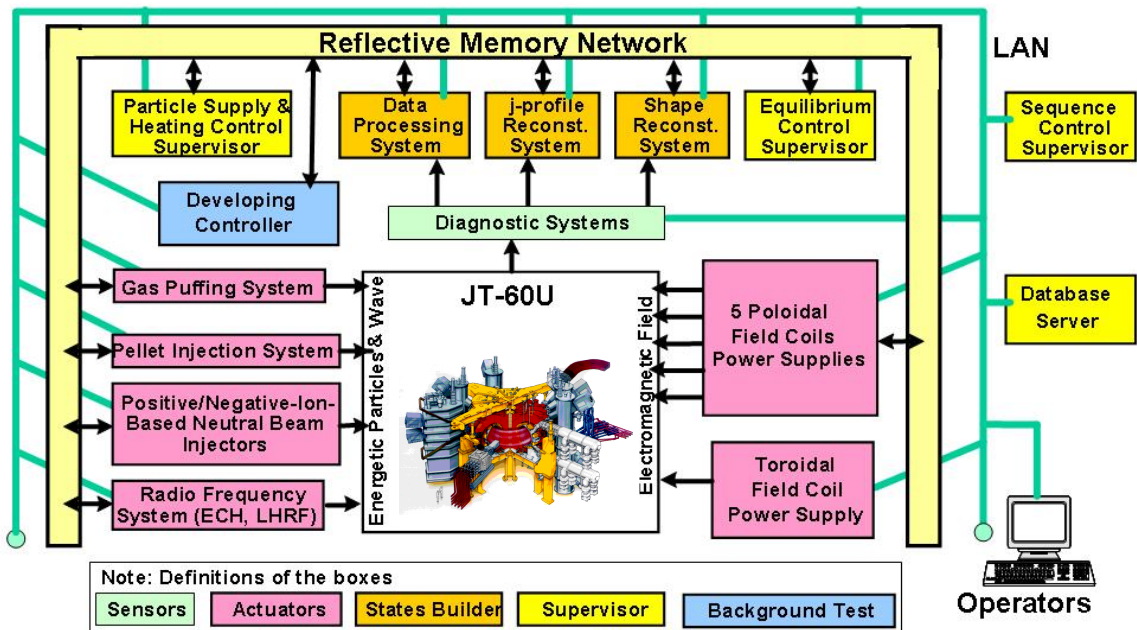 Reflective Memory Network
LAN
Particle Supply &
Heating Control
Supervisor
Data
Processing
System
j-profile
Reconst.
System
Shape
Reconst.
System
Equilibrium
Control
Supervisor
Sequence
Control
Supervisor
Developing
Controller
Diagnostic Systems
Gas Puffing System
Pellet Injection System
Positive/Negative-Ion-
Based Neutral Beam
Injectors
Radio Frequency
System (ECH, LHRF)
Energetic Particles & Wave
JT-60U
Electromagnetic Field
5 Poloidal
Field Coils
Power Supplies
Toroidal
Field Coil
Power Supply
Database
Server
Operators
Note: Definitions of the boxes
Sensors
Actuators
States Builder
Supervisor
Background Test